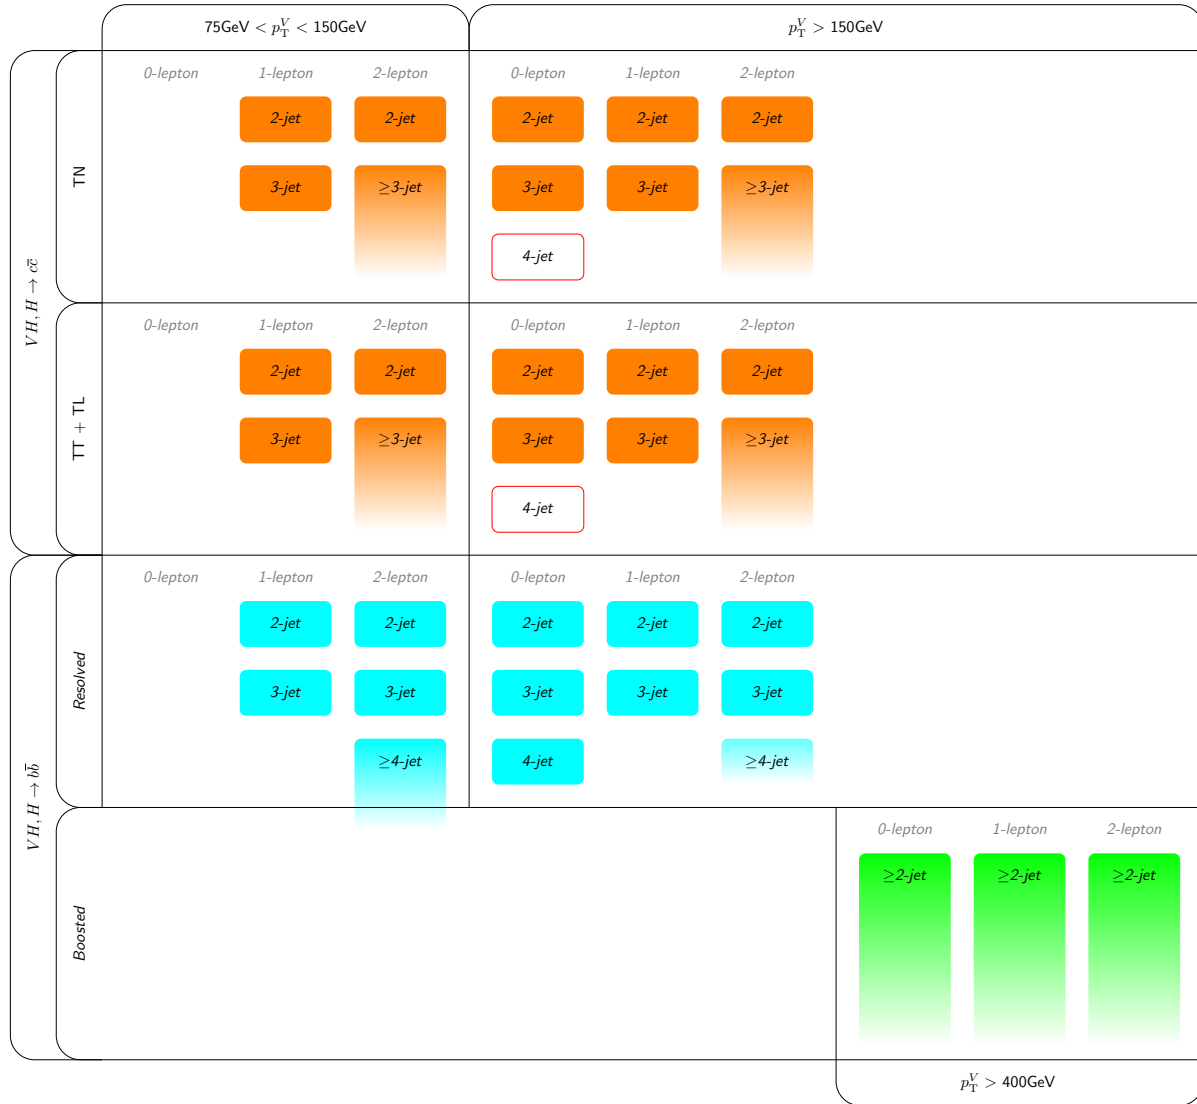 75GeV < p_T^V < 150GeV p_T^V > 150GeV
VH, H → cc̅
TN
0-lepton 1-lepton 2-lepton 0-lepton 1-lepton 2-lepton
2-jet 2-jet 2-jet 2-jet 2-jet
3-jet ≥3-jet 3-jet 3-jet ≥3-jet
4-jet
TT + TL
0-lepton 1-lepton 2-lepton 0-lepton 1-lepton 2-lepton
2-jet 2-jet 2-jet 2-jet 2-jet
3-jet ≥3-jet 3-jet 3-jet ≥3-jet
4-jet
VH, H → bb̅
Resolved
0-lepton 1-lepton 2-lepton 0-lepton 1-lepton 2-lepton
2-jet 2-jet 2-jet 2-jet 2-jet
3-jet 3-jet 3-jet 3-jet 3-jet
≥4-jet 4-jet ≥4-jet
Boosted
0-lepton 1-lepton 2-lepton
≥2-jet ≥2-jet ≥2-jet
p_T^V > 400GeV